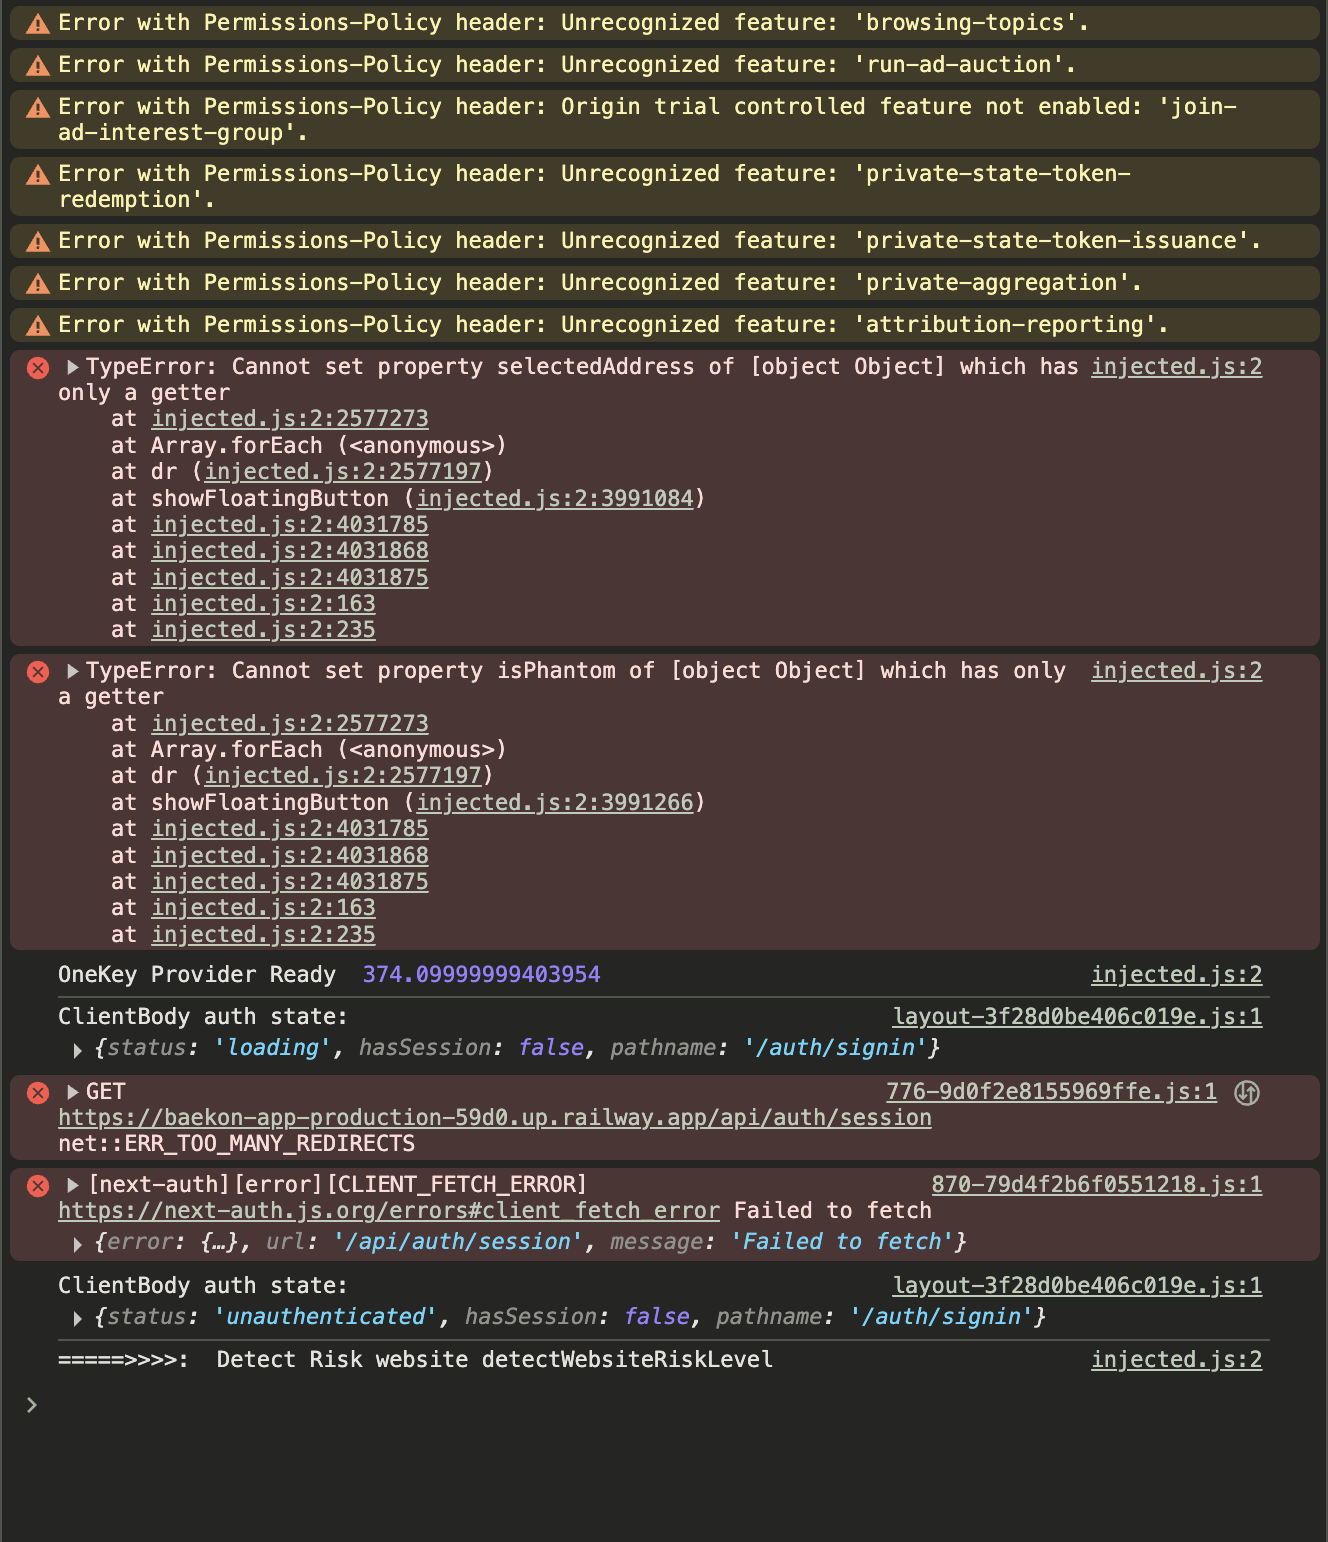 Error with Permissions-Policy header: Unrecognized feature: 'browsing-topics'.
Error with Permissions-Policy header: Unrecognized feature: 'run-ad-auction'.
Error with Permissions-Policy header: Origin trial controlled feature not enabled: 'join-
ad-interest-group'.
Error with Permissions-Policy header: Unrecognized feature: 'private-state-token-
redemption'.
Error with Permissions-Policy header: Unrecognized feature: 'private-state-token-issuance'.
Error with Permissions-Policy header: Unrecognized feature: 'private-aggregation'.
Error with Permissions-Policy header: Unrecognized feature: 'attribution-reporting'.
TypeError: Cannot set property selectedAddress of [object Object] which has injected.js:2
only a getter
at injected.js:2:2577273
at Array.forEach (<anonymous>)
at dr (injected.js:2:2577197)
at showFloatingButton (injected.js:2:3991084)
at injected.js:2:4031785
at injected.js:2:4031868
at injected.js:2:4031875
at injected.js:2:163
at injected.js:2:235
TypeError: Cannot set property isPhantom of [object Object] which has only injected.js:2
a getter
at injected.js:2:2577273
at Array.forEach (<anonymous>)
at dr (injected.js:2:2577197)
at showFloatingButton (injected.js:2:3991266)
at injected.js:2:4031785
at injected.js:2:4031868
at injected.js:2:4031875
at injected.js:2:163
at injected.js:2:235
OneKey Provider Ready 374.09999999403954 injected.js:2
ClientBody auth state: layout-3f28d0be406c019e.js:1
{status: 'loading', hasSession: false, pathname: '/auth/signin'}
GET 776-9d0f2e8155969ffe.js:1
https://baekon-app-production-59d0.up.railway.app/api/auth/session
net::ERR_TOO_MANY_REDIRECTS
[next-auth][error][CLIENT_FETCH_ERROR] 870-79d4f2b6f0551218.js:1
https://next-auth.js.org/errors#client_fetch_error Failed to fetch
{error: {…}, url: '/api/auth/session', message: 'Failed to fetch'}
ClientBody auth state: layout-3f28d0be406c019e.js:1
{status: 'unauthenticated', hasSession: false, pathname: '/auth/signin'}
=====>>>>: Detect Risk website detectWebsiteRiskLevel injected.js:2